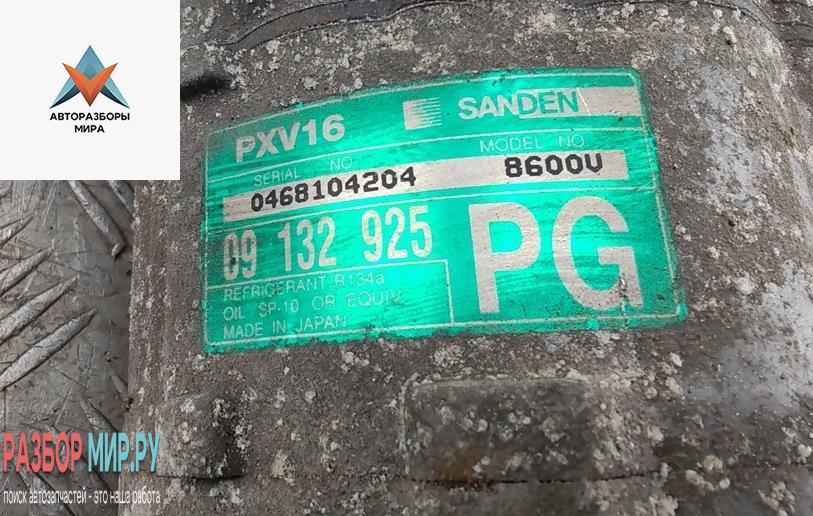 АВТОРАЗБОРЫ
МИРА
PXV16 SANDEN
SERIAL NO MODEL NO.
0468104204 8600V
09 132 925 PG
REFRIGERANT R134a
OIL SP-10 OR EQUIV
MADE IN JAPAN
РАЗБОР МИР.РУ
поиск автозапчастей - это наша работа